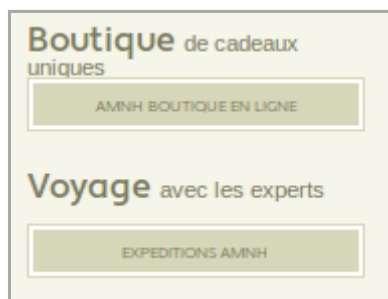 Boutique de cadeaux
uniques
AMNH BOUTIQUE EN LIGNE
Voyage avec les experts
EXPEDITIONS AMNH